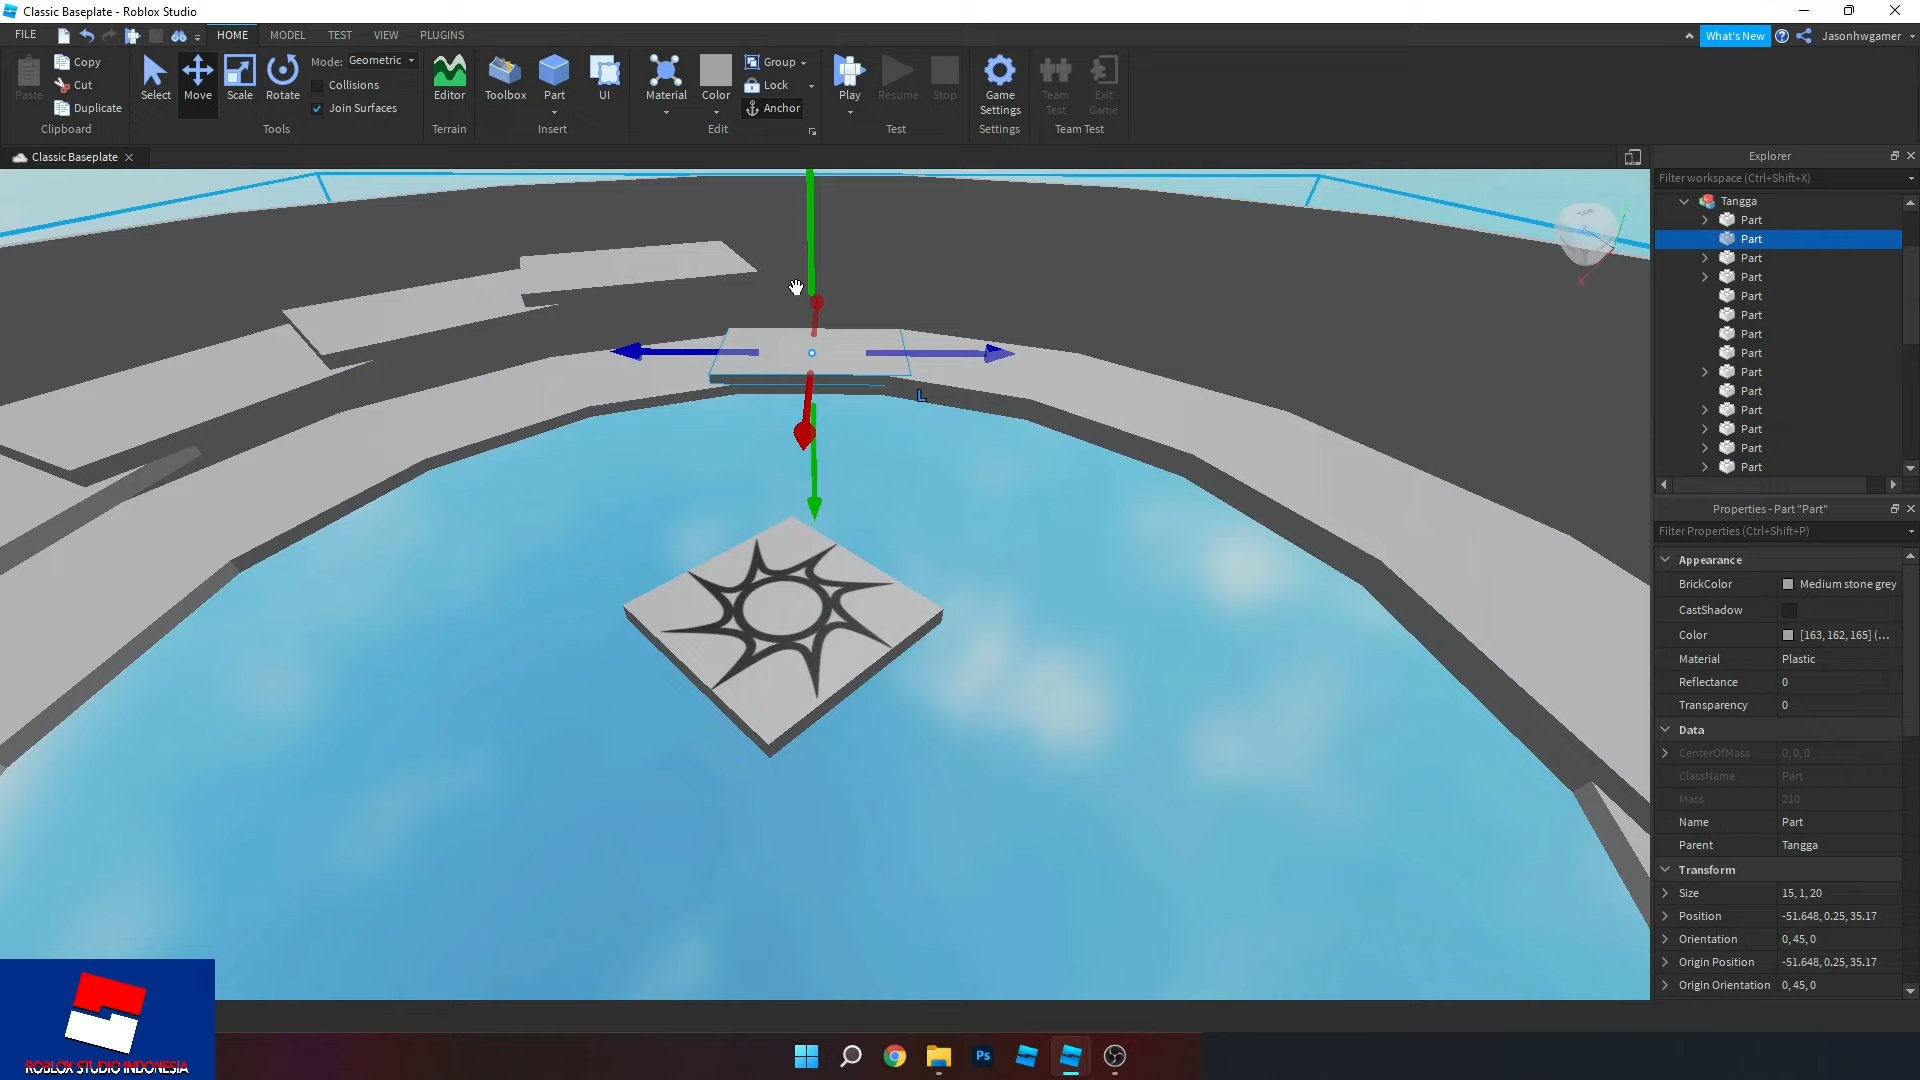 Classic Baseplate - Roblox Studio
FILE HOME MODEL TEST VIEW PLUGINS What's New Jasonhwgamer
Paste Copy Cut Duplicate Clipboard
Select Move Scale Rotate Mode: Geometric Collisions Join Surfaces Tools
Editor Terrain
Toolbox Part UI Insert
Material Color Group Lock Anchor Edit
Play Resume Stop Test
Game Settings Settings
Team Test Exit Game Team Test
Classic Baseplate
Explorer
Filter workspace (Ctrl+Shift+X)
Tangga
Part
Part
Part
Part
Part
Part
Part
Part
Part
Part
Part
Part
Part
Part
Properties - Part "Part"
Filter Properties (Ctrl+Shift+P)
Appearance
BrickColor Medium stone grey
CastShadow
Color [163, 162, 165] (...
Material Plastic
Reflectance 0
Transparency 0
Data
CenterOfMass 0, 0, 0
ClassName Part
Mass 210
Name Part
Parent Tangga
Transform
Size 15, 1, 20
Position -51.648, 0.25, 35.17
Orientation 0, 45, 0
Origin Position -51.648, 0.25, 35.17
Origin Orientation 0, 45, 0
L
X
Ps
ROBLOX STUDIO INDONESIA